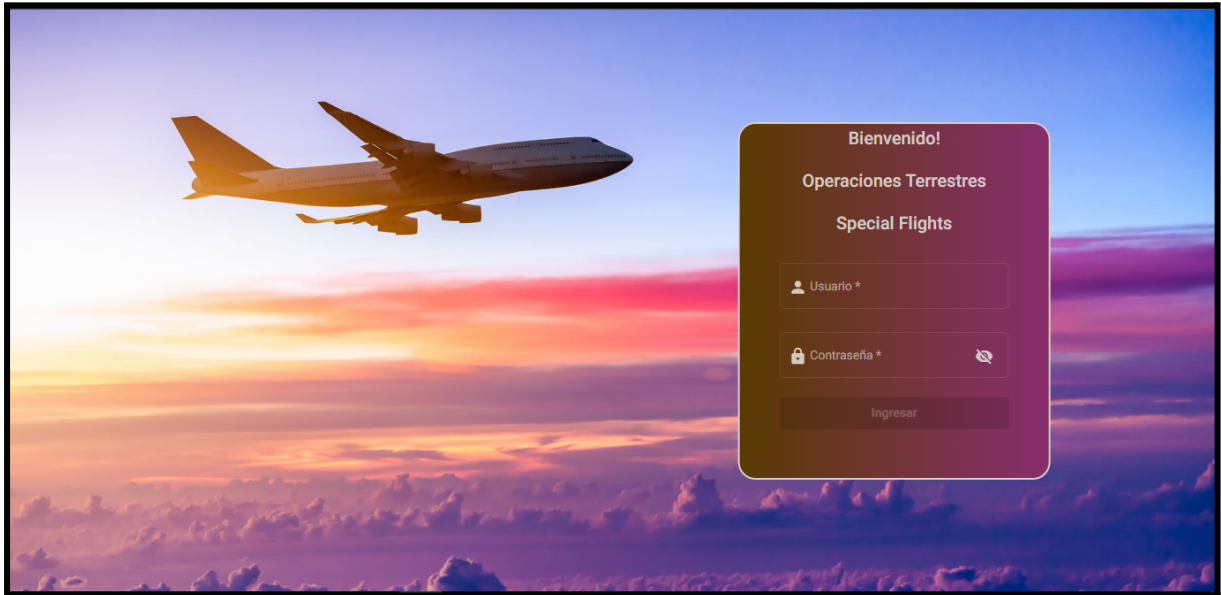 Bienvenido!
Operaciones Terrestres
Special Flights
Usuario *
Contraseña *
Ingresar